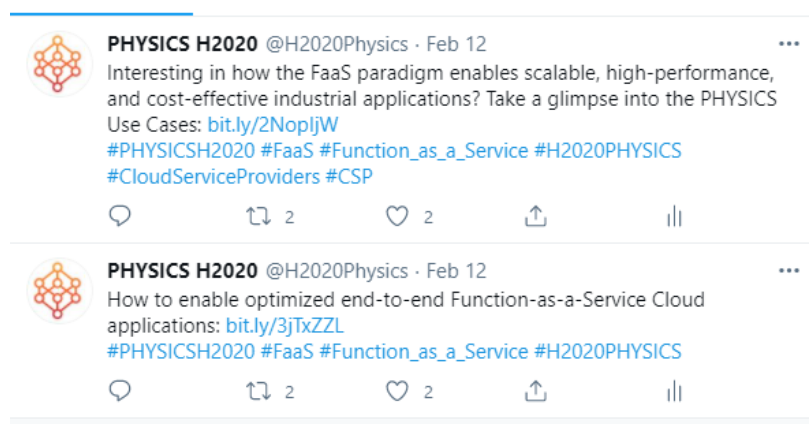 PHYSICS H2020 @H2020Physics · Feb 12
Interesting in how the FaaS paradigm enables scalable, high-performance,
and cost-effective industrial applications? Take a glimpse into the PHYSICS
Use Cases: bit.ly/2NopIjW
#PHYSICSH2020 #FaaS #Function_as_a_Service #H2020PHYSICS
#CloudServiceProviders #CSP
2 2
PHYSICS H2020 @H2020Physics · Feb 12
How to enable optimized end-to-end Function-as-a-Service Cloud
applications: bit.ly/3jTxZZL
#PHYSICSH2020 #FaaS #Function_as_a_Service #H2020PHYSICS
2 2